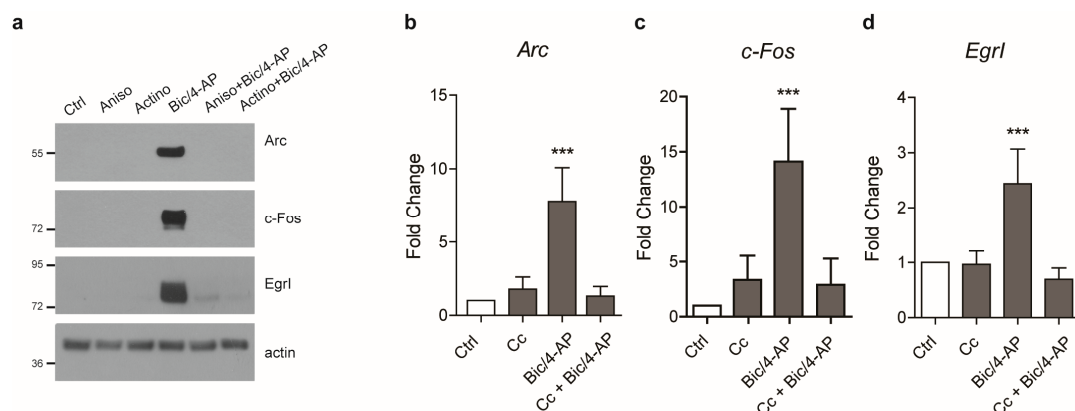 a
Ctrl
Aniso
Actino
Bic/4-AP
Aniso+Bic/4-AP
Actino+Bic/4-AP
55
Arc
72
c-Fos
95
72
EgrI
36
actin
b
Arc
Fold Change
15
10
5
0
***
Ctrl
Cc
Bic/4-AP
Cc + Bic/4-AP
c
c-Fos
Fold Change
20
15
10
5
0
***
Ctrl
Cc
Bic/4-AP
Cc + Bic/4-AP
d
EgrI
Fold Change
4
3
2
1
0
***
Ctrl
Cc
Bic/4-AP
Cc + Bic/4-AP